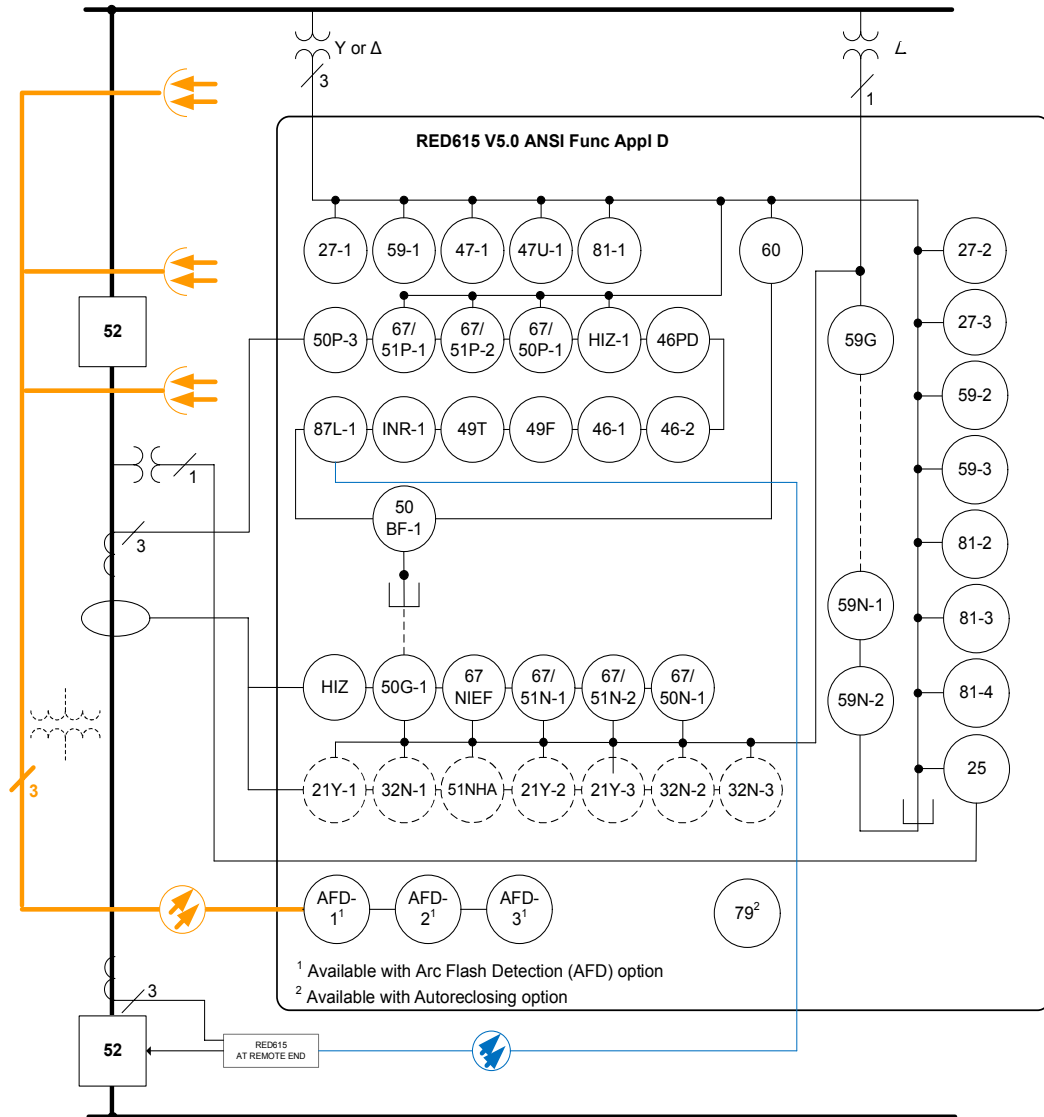 Y or Δ
3
1
RED615 V5.0 ANSI Func Appl D
27-1
59-1
47-1
47U-1
81-1
60
27-2
50P-3
67/
51P-1
67/
51P-2
67/
50P-1
HIZ-1
46PD
59G
27-3
52
87L-1
INR-1
49T
49F
46-1
46-2
59-2
1
59-3
50
BF-1
3
81-2
59N-1
81-3
HIZ
50G-1
67
NIEF
67/
51N-1
67/
51N-2
67/
50N-1
59N-2
81-4
21Y-1
32N-1
51NHA
21Y-2
21Y-3
32N-2
32N-3
25
3
AFD-
1¹
AFD-
2¹
AFD-
3¹
79²
¹ Available with Arc Flash Detection (AFD) option
² Available with Autoreclosing option
3
52
RED615
AT REMOTE END